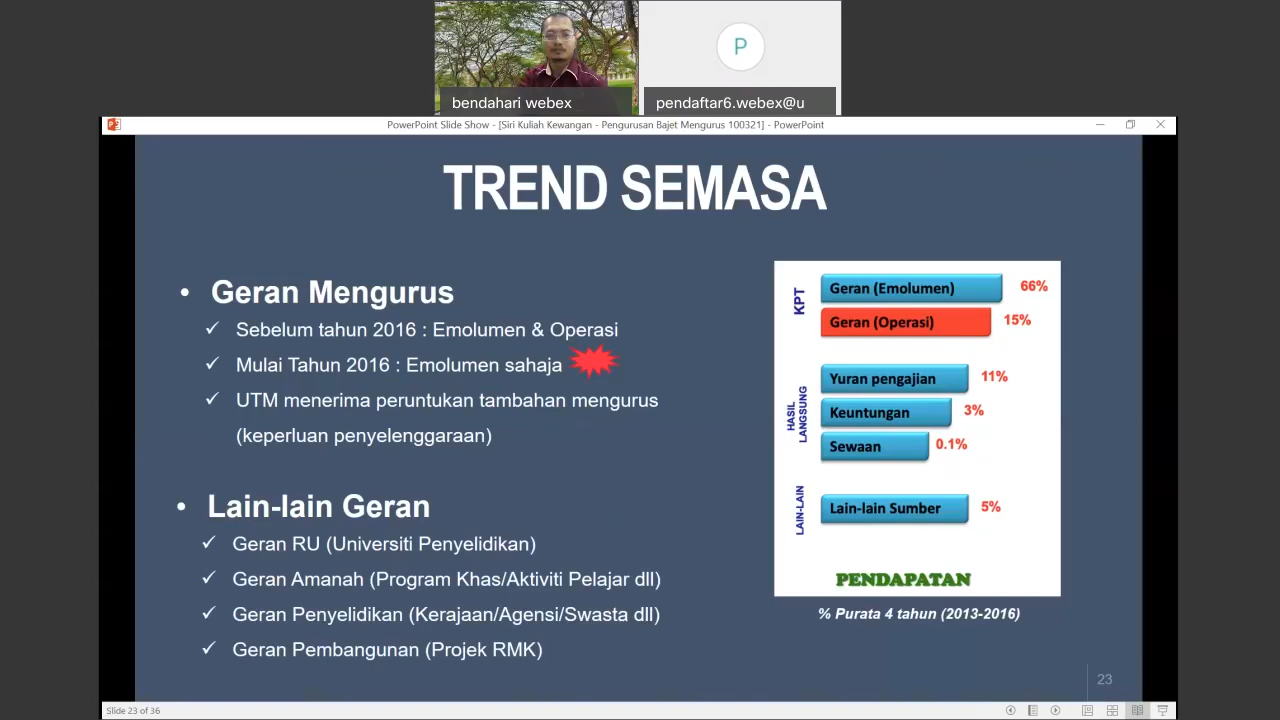 P
bendahari webex
pendaftar6.webex@u
PowerPoint Slide Show - [Siri Kuliah Kewangan - Pengurusan Bajet Mengurus 100321] - PowerPoint
TREND SEMASA
• Geran Mengurus
✓ Sebelum tahun 2016 : Emolumen & Operasi
✓ Mulai Tahun 2016 : Emolumen sahaja
✓ UTM menerima peruntukan tambahan mengurus
(keperluan penyelenggaraan)
• Lain-lain Geran
✓ Geran RU (Universiti Penyelidikan)
✓ Geran Amanah (Program Khas/Aktiviti Pelajar dll)
✓ Geran Penyelidikan (Kerajaan/Agensi/Swasta dll)
✓ Geran Pembangunan (Projek RMK)
KPT
Geran (Emolumen) 66%
Geran (Operasi) 15%
HASIL
LANGSUNG
Yuran pengajian 11%
Keuntungan 3%
Sewaan 0.1%
LAIN-LAIN
Lain-lain Sumber 5%
PENDAPATAN
% Purata 4 tahun (2013-2016)
23
Slide 23 of 36